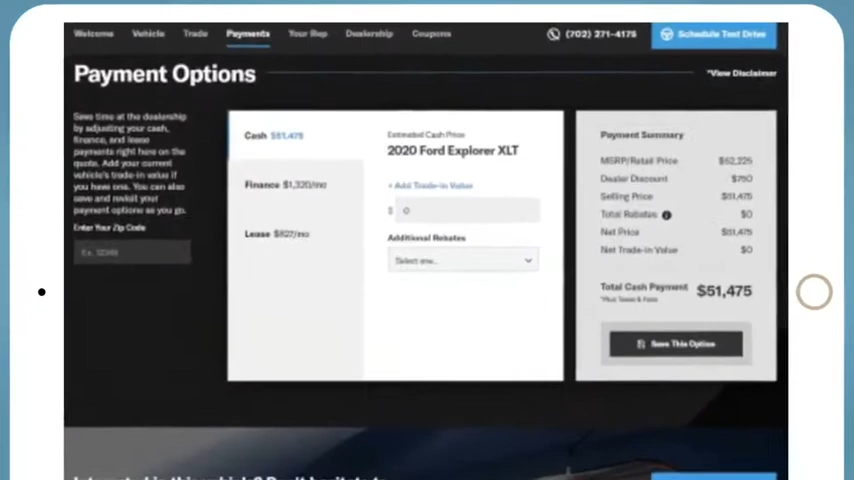 Welcome Vehicle Trade Payments Your Rep Dealership Coupons (702) 271-4175 Schedule Test Drive
Payment Options
*View Disclaimer
Save time at the dealership
by adjusting your cash,
finance, and lease
payments right here on the
quote. Add your current
vehicle's trade-in value if
you have one. You can also
save and revisit your
payment options as you go.
Enter Your Zip Code
Ex. 12345
Cash $51,475
Finance $1,320/mo
Lease $827/mo
Estimated Cash Price
2020 Ford Explorer XLT
+ Add Trade-in Value
$ 0
Additional Rebates
Select one...
Payment Summary
MSRP/Retail Price $52,225
Dealer Discount $750
Selling Price $51,475
Total Rebates $0
Net Price $51,475
Net Trade-in Value $0
Total Cash Payment $51,475
*Plus Taxes & Fees
Save This Option